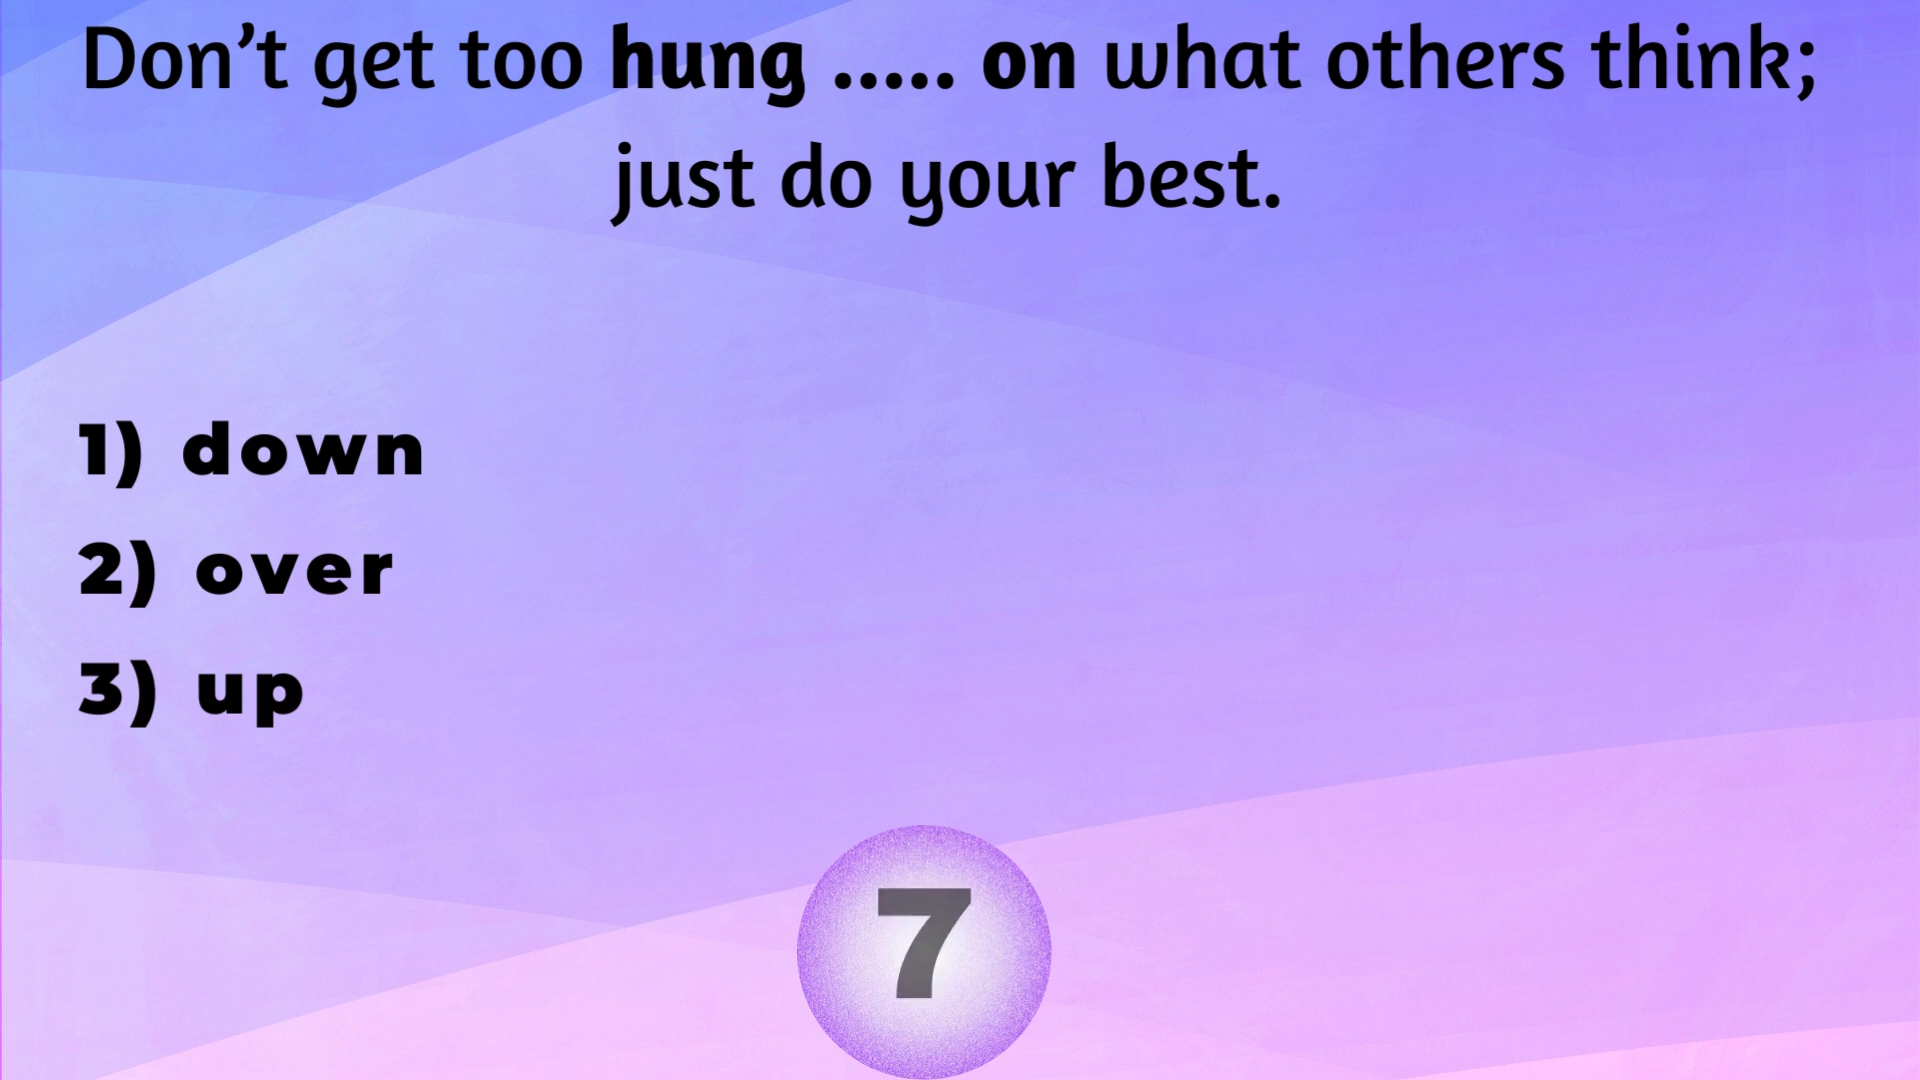 Don’t get too hung ..... on what others think;
just do your best.
1) down
2) over
3) up
7